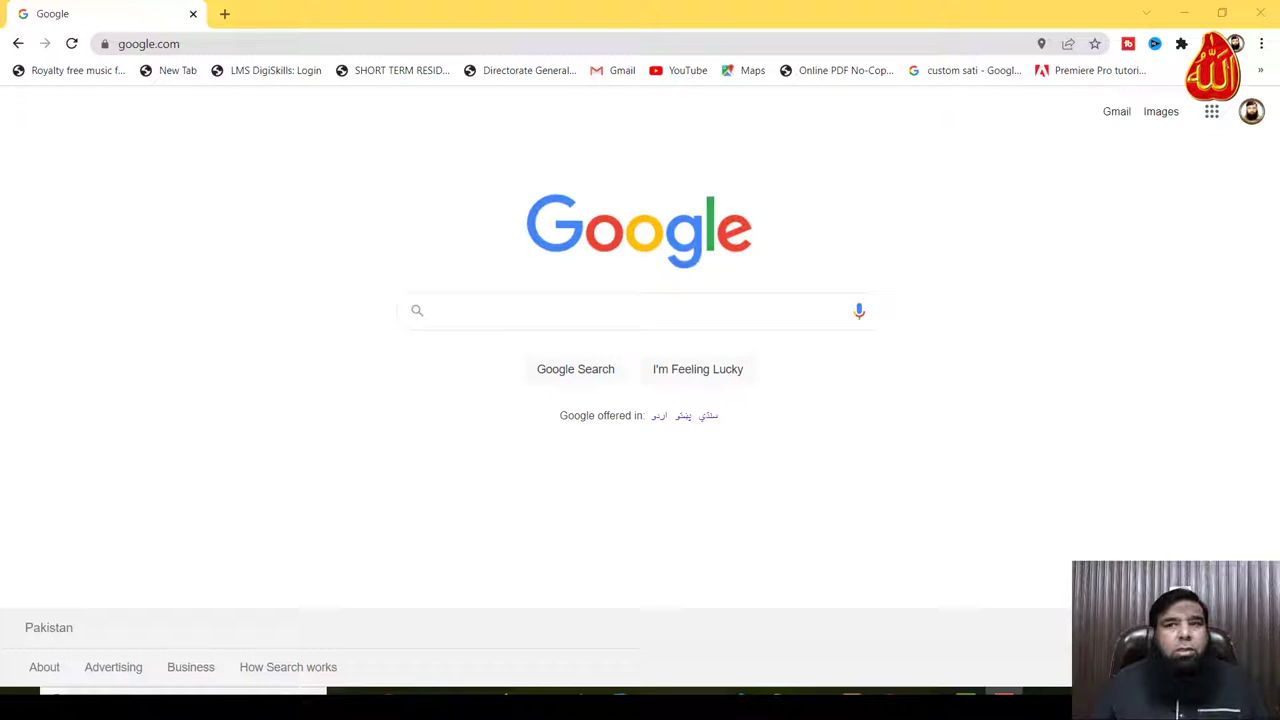 Google
google.com
Royalty free music f...
New Tab
LMS DigiSkills: Login
SHORT TERM RESID...
Directorate General...
Gmail
YouTube
Maps
Online PDF No-Cop...
custom sati - Googl...
Premiere Pro tutori...
»
الله
Gmail
Images
Google
Google Search
I'm Feeling Lucky
Google offered in: اردو پښتو سنڌي
Pakistan
About
Advertising
Business
How Search works